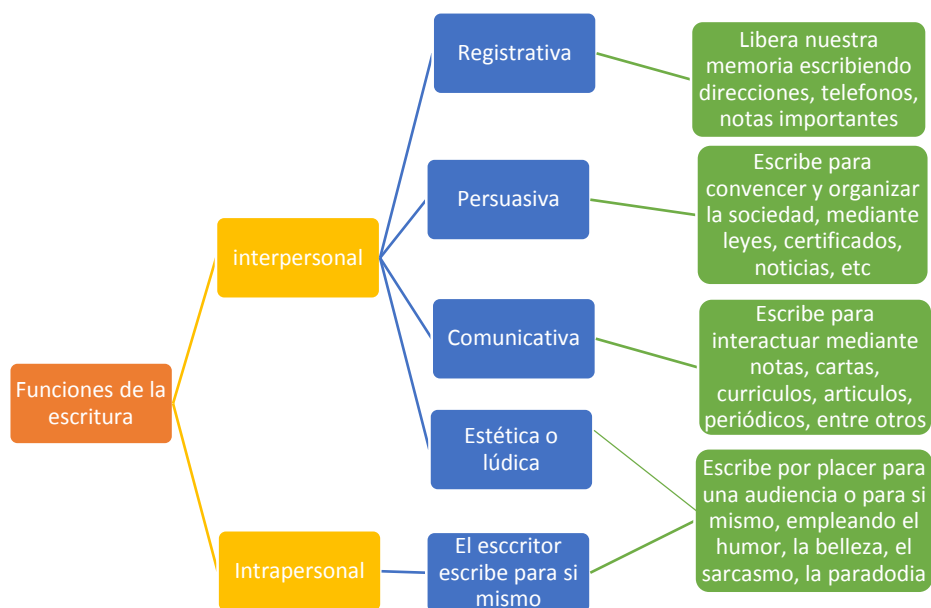 Funciones de la
escritura
interpersonal
Registrativa
Libera nuestra
memoria escribiendo
direcciones, telefonos,
notas importantes
Persuasiva
Escribe para
convencer y organizar
la sociedad, mediante
leyes, certificados,
noticias, etc
Comunicativa
Escribe para
interactuar mediante
notas, cartas,
curriculos, articulos,
periódicos, entre otros
Estética o
lúdica
Escribe por placer para
una audiencia o para si
mismo, empleando el
humor, la belleza, el
sarcasmo, la paradodia
Intrapersonal
El esccritor
escribe para si
mismo